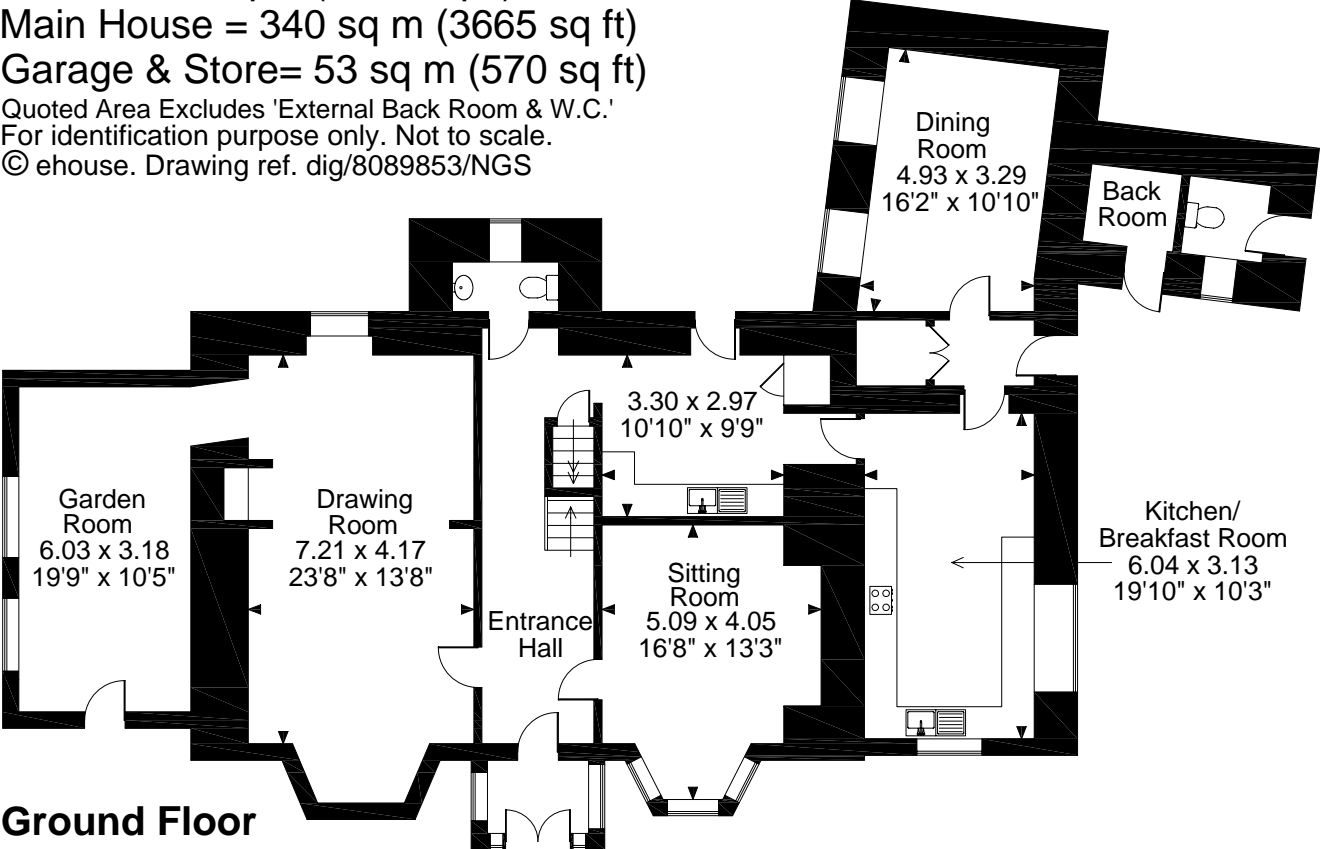 Main House = 340 sq m (3665 sq ft)
Garage & Store= 53 sq m (570 sq ft)
Quoted Area Excludes 'External Back Room & W.C.'
For identification purpose only. Not to scale.
© ehouse. Drawing ref. dig/8089853/NGS
Dining
Room
4.93 x 3.29
16'2" x 10'10"
Back
Room
3.30 x 2.97
10'10" x 9'9"
Garden
Room
6.03 x 3.18
19'9" x 10'5"
Drawing
Room
7.21 x 4.17
23'8" x 13'8"
Kitchen/
Breakfast Room
6.04 x 3.13
19'10" x 10'3"
Sitting
Room
5.09 x 4.05
16'8" x 13'3"
Entrance
Hall
Ground Floor